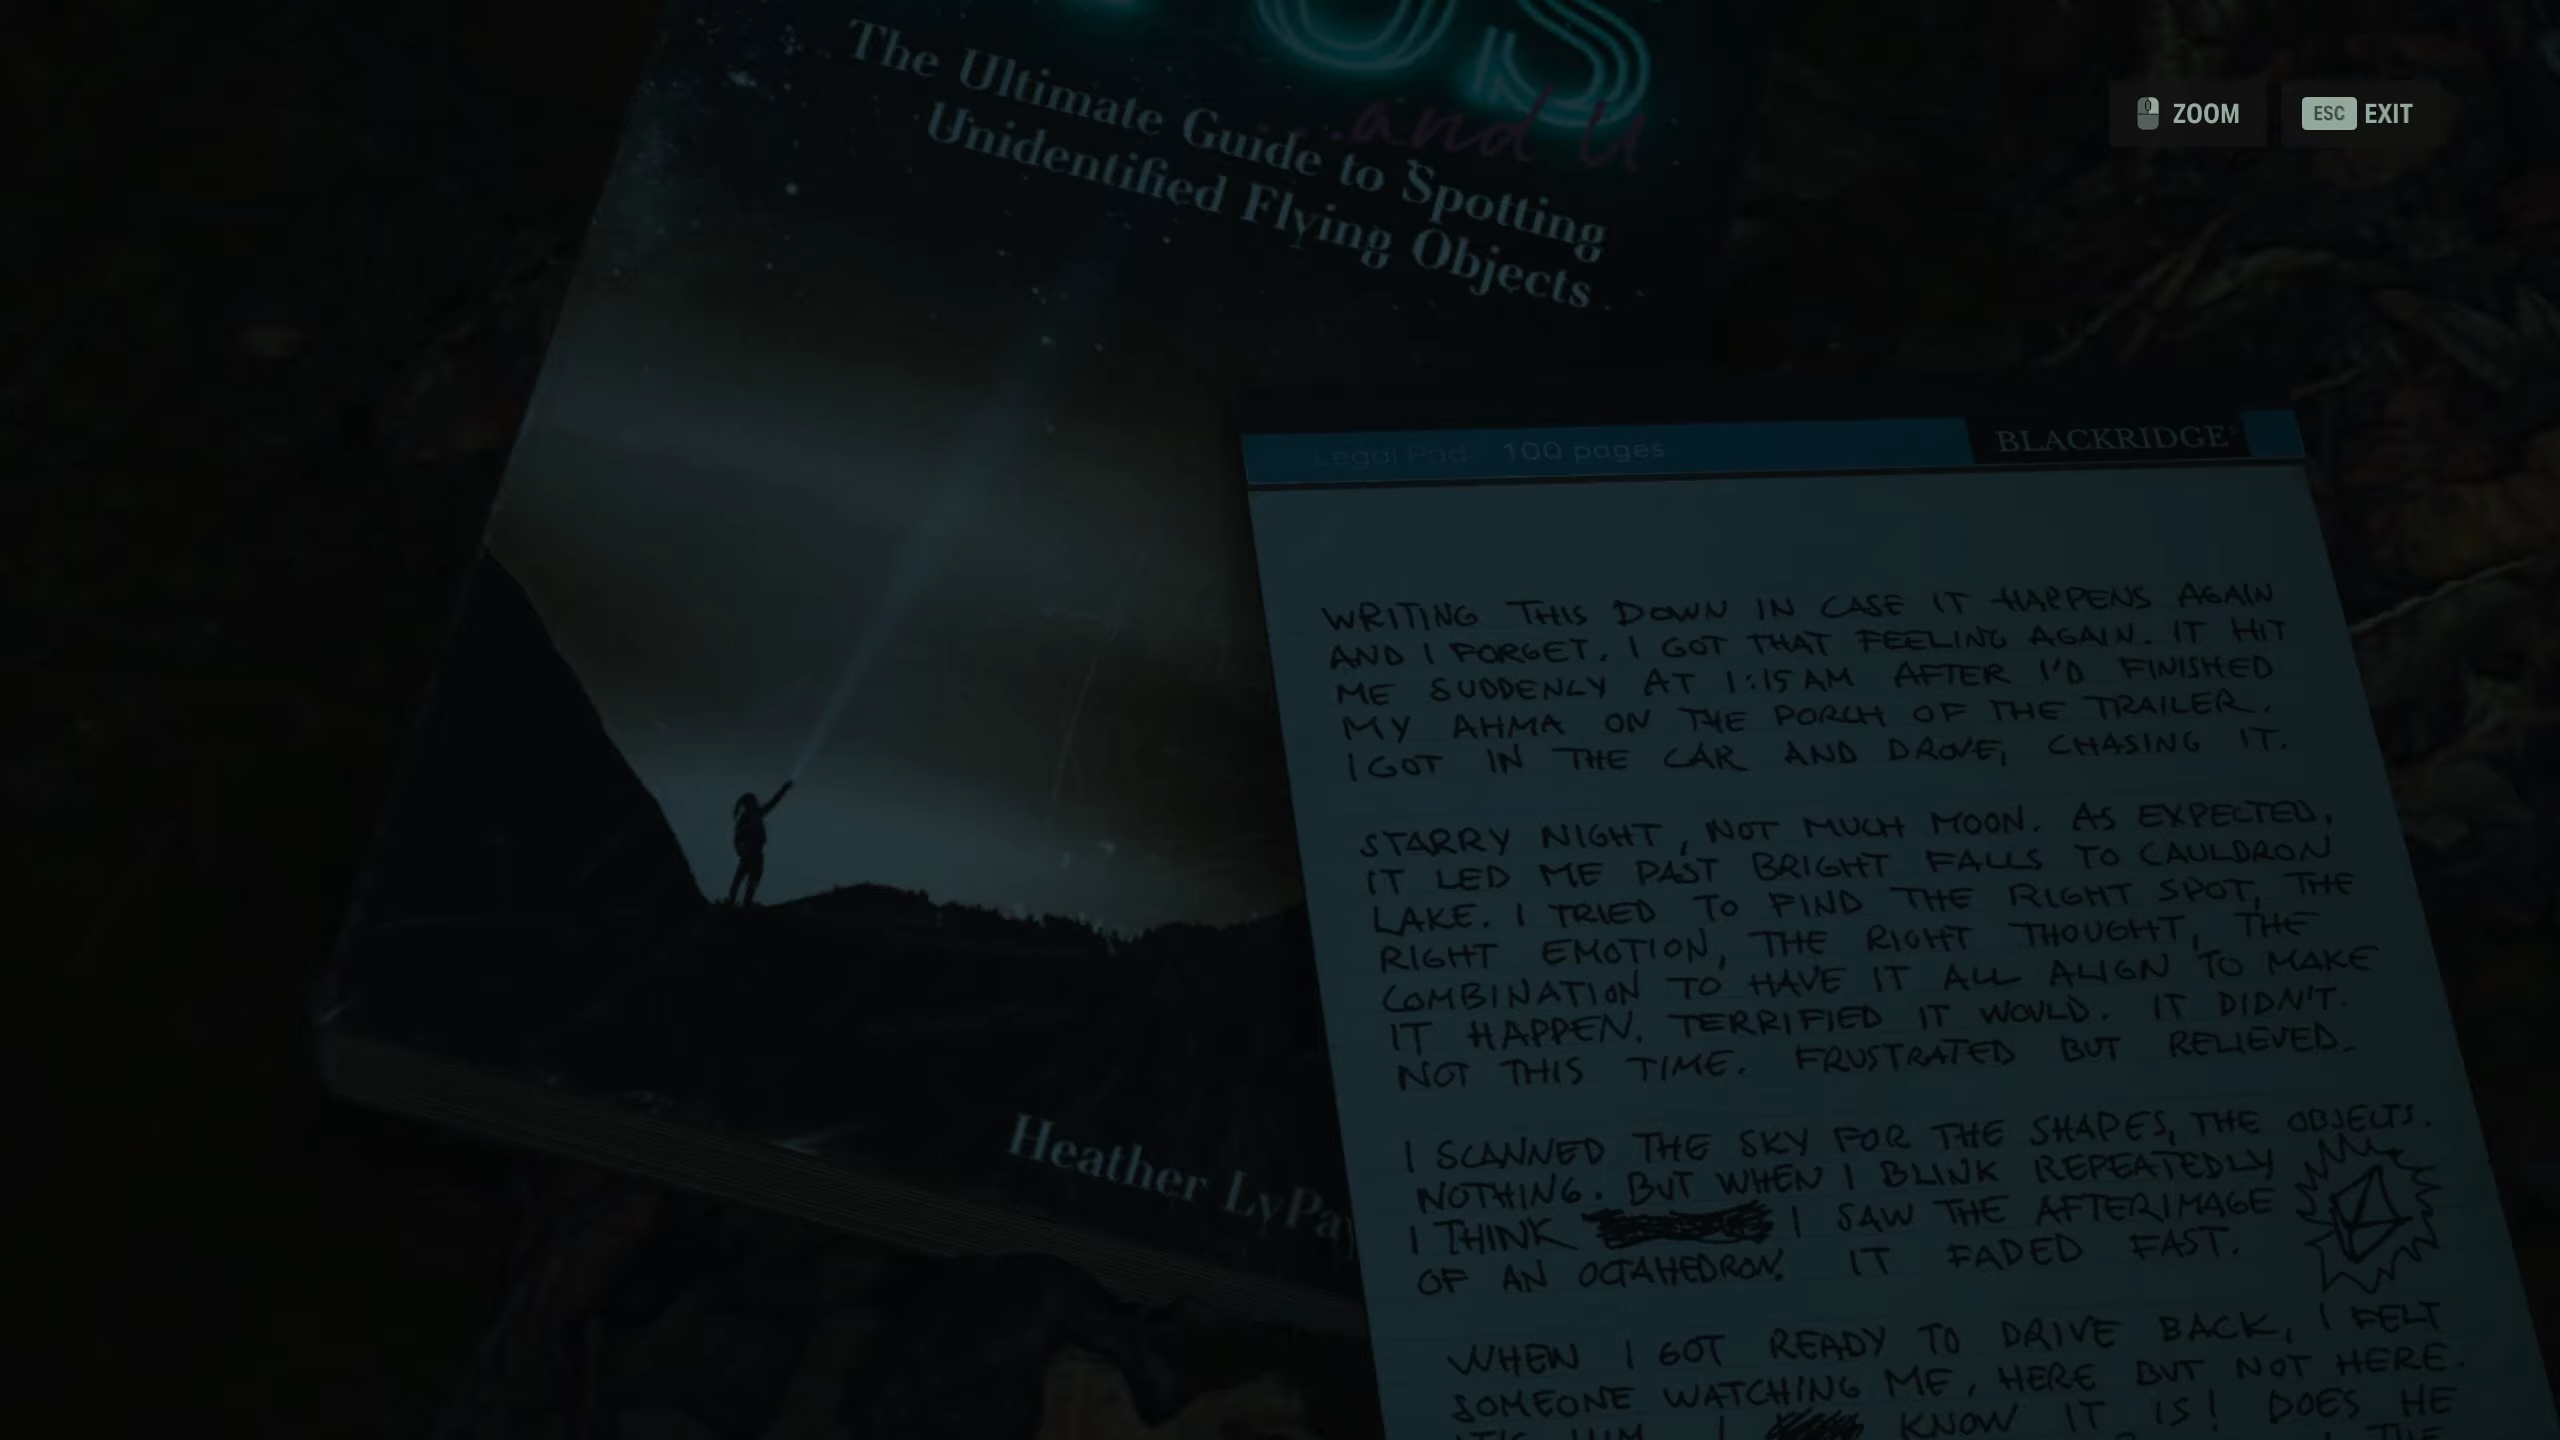 The Ultimate Guide to Spotting
Unidentified Flying Objects
...and U
Heather
ZOOM
ESC EXIT
Legal Pad 100 pages
BLACKRIDGE
WRITING THIS DOWN IN CASE IT HAPPENS AGAIN
AND I FORGET. I GOT THAT FEELING AGAIN. IT HIT
ME SUDDENLY AT 1:15 AM AFTER I'D FINISHED
MY AHMA ON THE PORCH OF THE TRAILER.
I GOT IN THE CAR AND DROVE, CHASING IT.
STARRY NIGHT, NOT MUCH MOON. AS EXPECTED,
IT LED ME PAST BRIGHT FALLS TO CAULDRON
LAKE. I TRIED TO FIND THE RIGHT SPOT, THE
RIGHT EMOTION, THE RIGHT THOUGHT, THE
COMBINATION TO HAVE IT ALL ALIGN TO MAKE
IT HAPPEN. TERRIFIED IT WOULD. IT DIDN'T.
NOT THIS TIME. FRUSTRATED BUT RELIEVED.
I SCANNED THE SKY FOR THE SHAPES, THE OBJECTS.
NOTHING. BUT WHEN I BLINK REPEATEDLY
I THINK I SAW THE AFTERIMAGE
OF AN OCTAHEDRON. IT FADED FAST.
WHEN I GOT READY TO DRIVE BACK, I FELT
SOMEONE WATCHING ME, HERE BUT NOT HERE.
IT'S HIM, I KNOW IT IS! DOES HE
THE